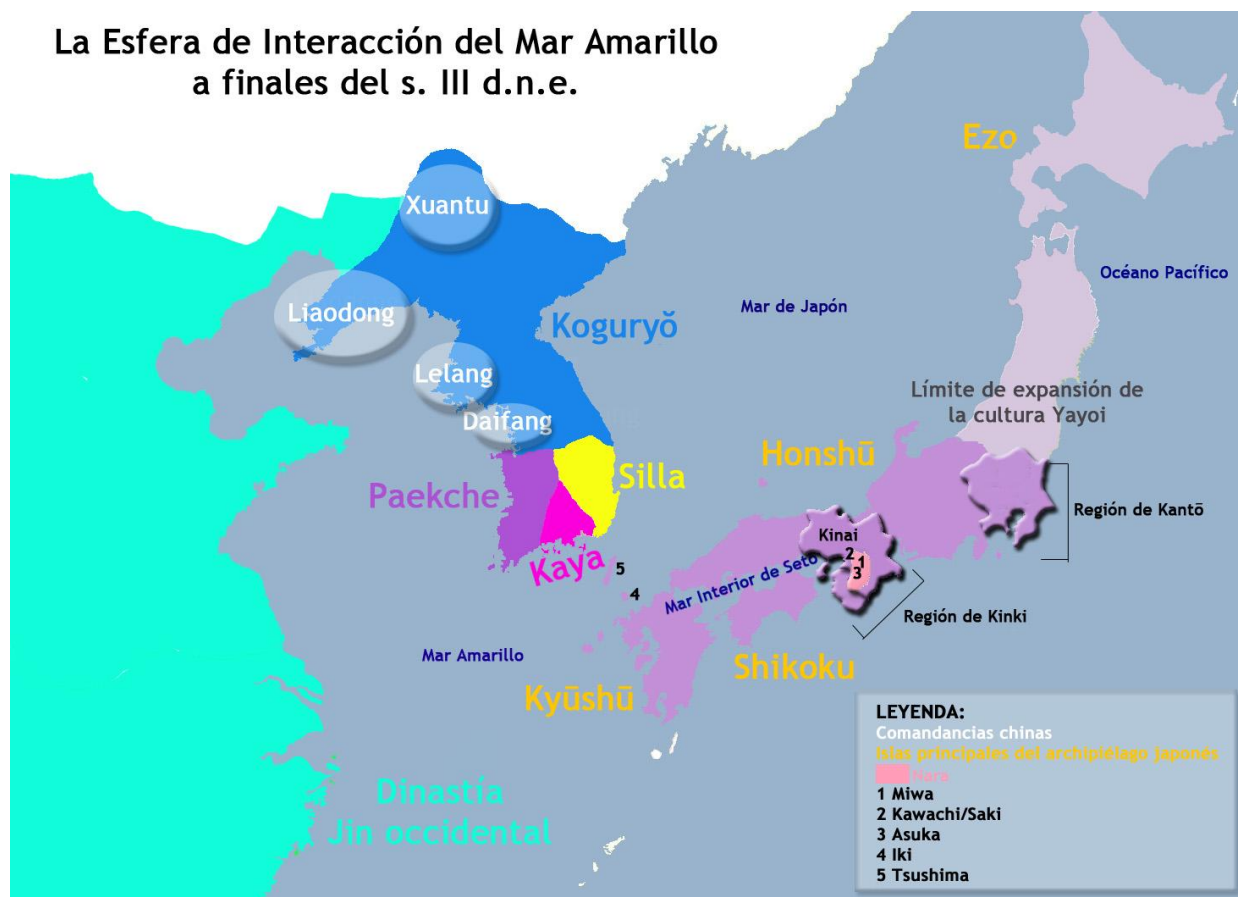 La Esfera de Interacción del Mar Amarillo
a finales del s. III d.n.e.
Ezo
Xuantu
Océano Pacífico
Liaodong
Mar de Japón
Koguryŏ
Lelang
Límite de expansión de
la cultura Yayoi
Daifang
Honshū
Silla
Paekche
Región de Kantō
Kinai
2
1
3
Kaya
5
4
Mar Interior de Seto
Región de Kinki
Mar Amarillo
Shikoku
Kyūshū
LEYENDA:
Comandancias chinas
Islas principales del archipiélago japonés
Nara
1 Miwa
2 Kawachi/Saki
3 Asuka
4 Iki
5 Tsushima
Dinastía
Jin occidental